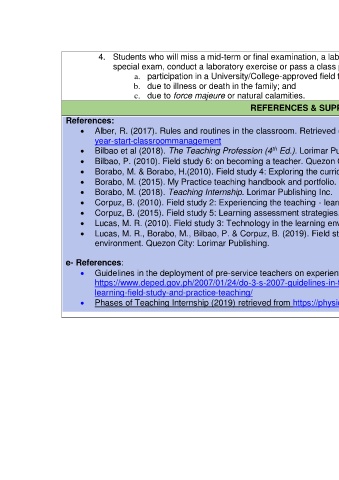 4. Students who will miss a mid-term or final examination, a lab
special exam, conduct a laboratory exercise or pass a class
a. participation in a University/College-approved field
b. due to illness or death in the family; and
c. due to force majeure or natural calamities.
REFERENCES & SUP
References:
• Alber, R. (2017). Rules and routines in the classroom. Retrieved
year-start-classroommanagement
• Bilbao et al (2018). The Teaching Profession (4th Ed.). Lorimar Pu
• Bilbao, P. (2010). Field study 6: on becoming a teacher. Quezon
• Borabo, M. & Borabo, H.(2010). Field study 4: Exploring the curric
• Borabo, M. (2015). My Practice teaching handbook and portfolio.
• Borabo, M. (2018). Teaching Internship. Lorimar Publishing Inc.
• Corpuz, B. (2010). Field study 2: Experiencing the teaching - lear
• Corpuz, B. (2015). Field study 5: Learning assessment strategies
• Lucas, M. R. (2010). Field study 3: Technology in the learning en
• Lucas, M. R., Borabo, M., Bilbao, P. & Corpuz, B. (2019). Field st
environment. Quezon City: Lorimar Publishing.
e- References:
• Guidelines in the deployment of pre-service teachers on experien
https://www.deped.gov.ph/2007/01/24/do-3-s-2007-guidelines-in-
learning-field-study-and-practice-teaching/
• Phases of Teaching Internship (2019) retrieved from https://physi